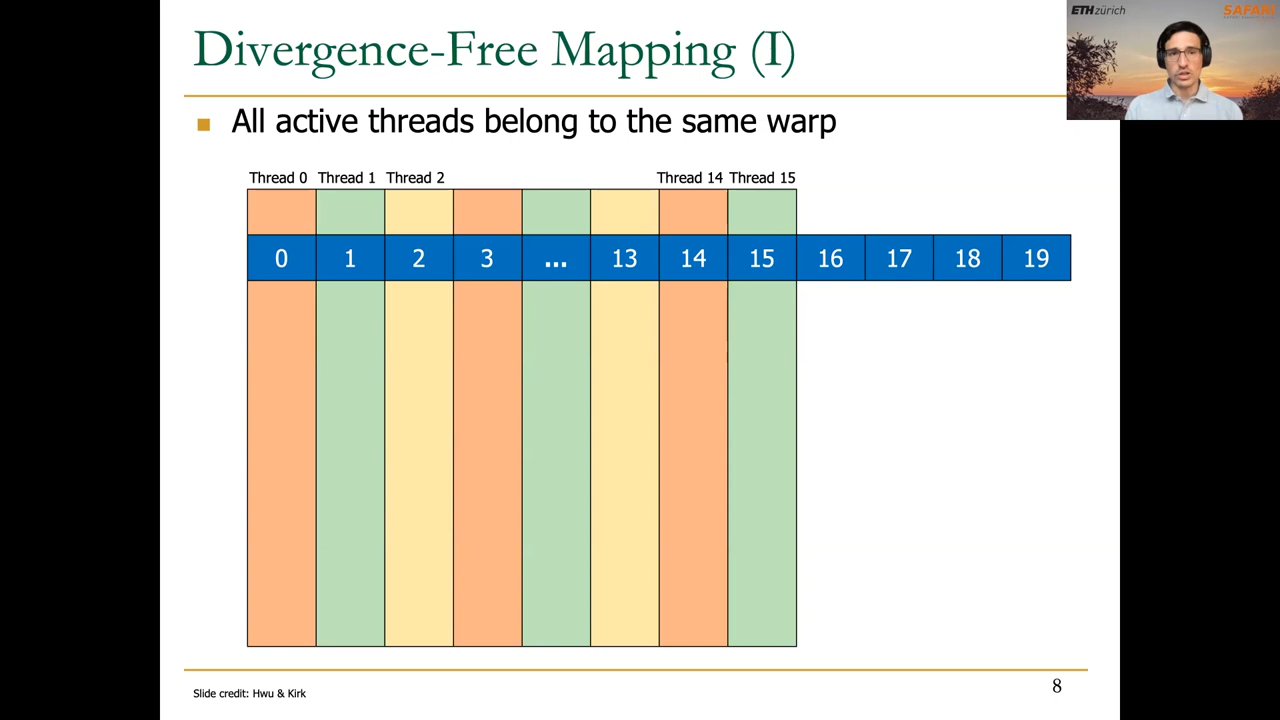 Divergence-Free Mapping (I)
ETHzürich
SAFARI
All active threads belong to the same warp
Thread 0 Thread 1 Thread 2 Thread 14 Thread 15
0 1 2 3 ... 13 14 15 16 17 18 19
Slide credit: Hwu & Kirk
8